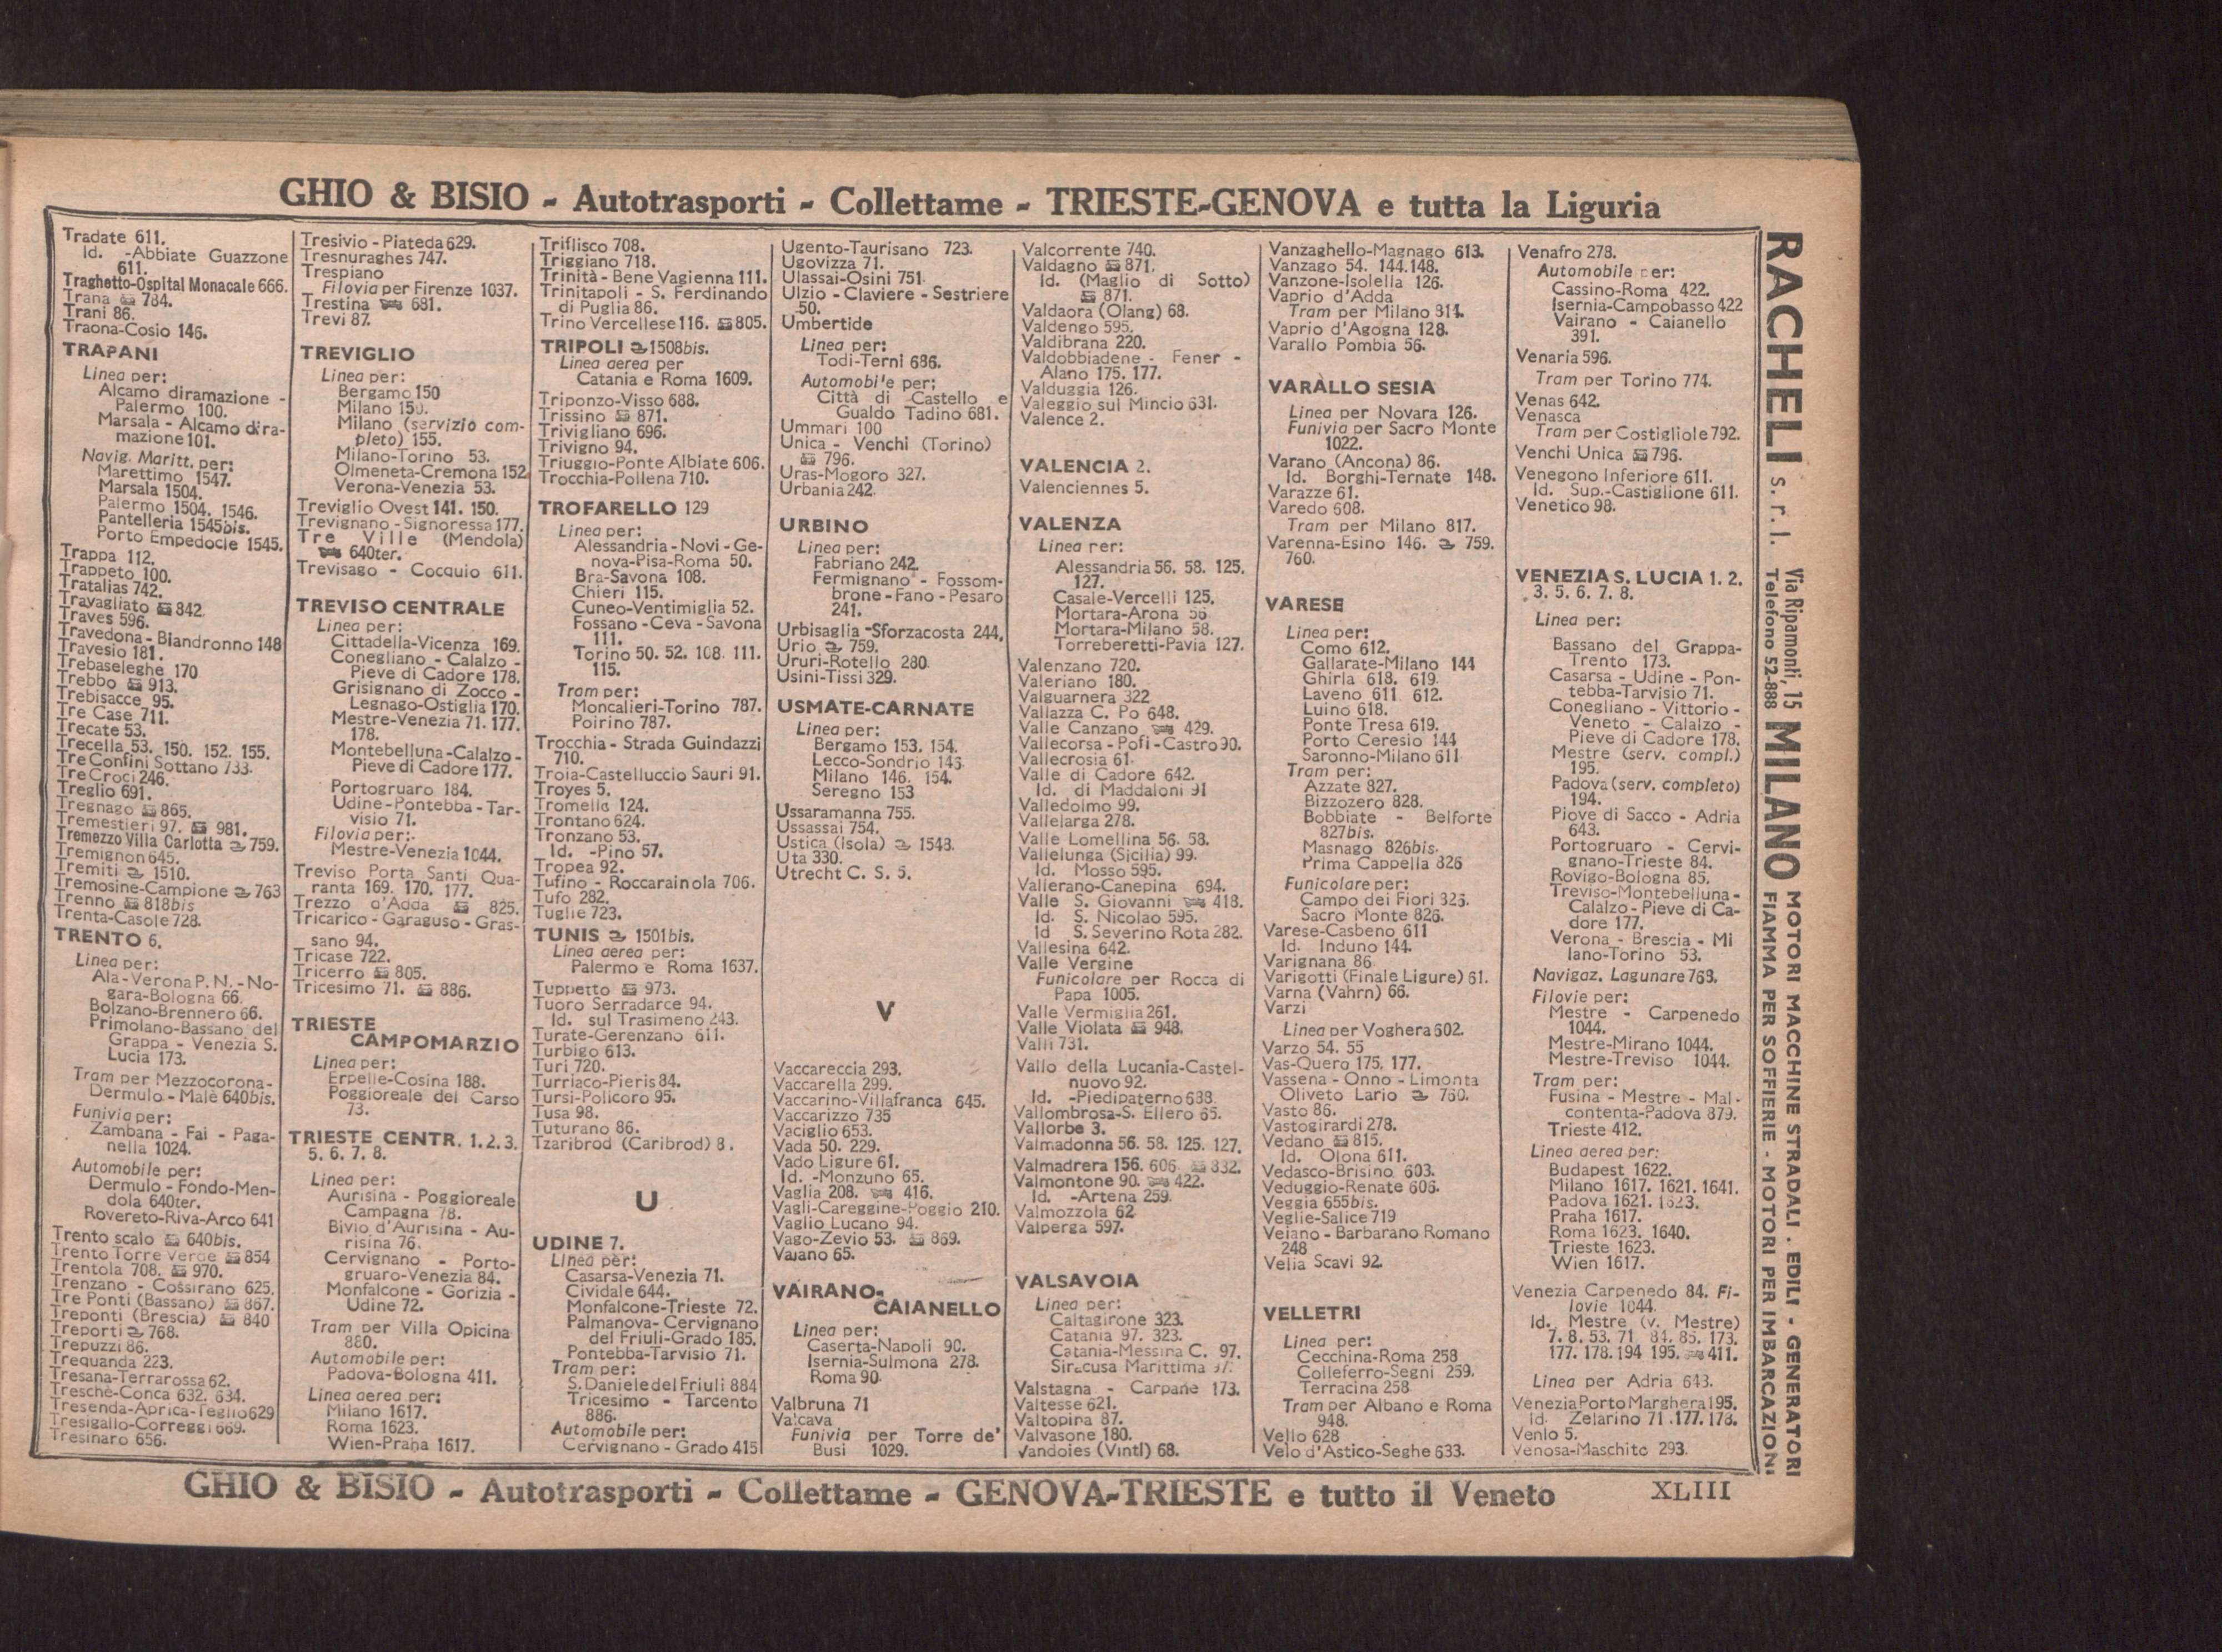 GHIO & BISIO - Autotrasporti - Collettame - TRIESTE-GENOVA e tutta la Liguria
Tradate 611.
Id. -Abbiate Guazzone
611.
Traghetto-Ospital Monacale 666.
Trana 784.
Trani 86.
Traona-Cosio 146.
TRAPANI
Linea per:
Alcamo diramazione -
Palermo 100.
Marsala - Alcamo dira-
mazione 101.
Navig. Maritt. per:
Marettimo 1547.
Marsala 1504.
Palermo 1504. 1546.
Pantelleria 1545bis.
Porto Empedocle 1545.
Trappa 112.
Trappeto 100.
Tratalias 742.
Travagliato 842.
Traves 596.
Travedona - Biandronno 148
Travesio 181.
Trebaseleghe 170
Trebbo 913.
Trebisacce 95.
Tre Case 711.
Trecate 53.
Trecella 53. 150. 152. 155.
Tre Confini Sottano 733.
Tre Croci 246.
Treglio 691.
Tregnago 865.
Tremestieri 97. 981.
Tremezzo Villa Carlotta 759.
Tremignon 645.
Tremiti 1510.
Tremosine-Campione 763
Trenno 818bis
Trenta-Casole 728.
TRENTO 6.
Linea per:
Ala - Verona P. N. - No-
gara-Bologna 66.
Bolzano-Brennero 66.
Primolano-Bassano del
Grappa - Venezia S.
Lucia 173.
Tram per Mezzocorona-
Dermulo - Malè 640bis.
Funivia per:
Zambana - Fai - Paga-
nella 1024.
Automobile per:
Dermulo - Fondo-Men-
dola 640ter.
Rovereto-Riva-Arco 641
Trento scalo 640bis.
Trento Torre Verde 854
Trentola 708. 970.
Trenzano - Cossirano 625.
Tre Ponti (Bassano) 867.
Treponti (Brescia) 840
Treporti 768.
Trepuzzi 86.
Trequanda 223.
Tresana-Terrarossa 62.
Tresche-Conca 632. 634.
Tresenda-Aprica-Teglio 629
Tresigallo-Correggi 669.
Tresinaro 656.
Tresivio - Piateda 629.
Tresnuraghes 747.
Trespiano
Filovia per Firenze 1037.
Trestina 681.
Trevi 87.
TREVIGLIO
Linea per:
Bergamo 150
Milano 150.
Milano (servizio com-
pleto) 155.
Milano-Torino 53.
Olmeneta-Cremona 152
Verona-Venezia 53.
Treviglio Ovest 141. 150.
Trevignano - Signoressa 177.
Tre Ville (Mendola)
640ter.
Trevisago - Cocquio 611.
TREVISO CENTRALE
Linea per:
Cittadella-Vicenza 169.
Conegliano - Calalzo -
Pieve di Cadore 178.
Grisignano di Zocco -
Legnago-Ostiglia 170.
Mestre-Venezia 71. 177.
178.
Montebelluna-Calalzo -
Pieve di Cadore 177.
Portogruaro 184.
Udine-Pontebba - Tar-
visio 71.
Filovia per:
Mestre-Venezia 1044.
Treviso Porta Santi Qua-
ranta 169. 170. 177.
Trezzo d'Adda 825.
Tricarico - Garaguso - Gras-
sano 94.
Tricase 722.
Tricerro 805.
Tricesimo 71. 886.
TRIESTE
CAMPOMARZIO
Linea per:
Erpelle-Cosina 188.
Poggioreale del Carso
73.
TRIESTE CENTR. 1. 2. 3.
5. 6. 7. 8.
Linea per:
Aurisina - Poggioreale
Campagna 78.
Bivio d'Aurisina - Au-
risina 76.
Cervignano - Porto-
gruaro-Venezia 84.
Monfalcone - Gorizia -
Udine 72.
Tram per Villa Opicina
880.
Automobile per:
Padova-Bologna 411.
Linea aerea per:
Milano 1617.
Roma 1623.
Wien-Praha 1617.
Triflisco 708.
Triggiano 718.
Trinità - Bene Vagienna 111.
Trinitapoli - S. Ferdinando
di Puglia 86.
Trino Vercellese 116. 805.
TRIPOLI 1508bis.
Linea aerea per
Catania e Roma 1609.
Triponzo-Visso 688.
Trissino 871.
Trivigliano 696.
Trivigno 94.
Triuggio-Ponte Albiate 606.
Trocchia-Pollena 710.
TROFARELLO 129
Linea per:
Alessandria - Novi - Ge-
nova-Pisa-Roma 50.
Bra-Savona 108.
Chieri 115.
Cuneo-Ventimiglia 52.
Fossano - Ceva - Savona
111.
Torino 50. 52. 108. 111.
115.
Tram per:
Moncalieri-Torino 787.
Poirino 787.
Trocchia - Strada Guindazzi
710.
Troia-Castelluccio Sauri 91.
Troyes 5.
Tromello 124.
Trontano 624.
Tronzano 53.
Id. -Pino 57.
Tropea 92.
Tufino - Roccarainola 706.
Tufo 282.
Tuglie 723.
TUNIS 1501bis.
Linea aerea per:
Palermo e Roma 1637.
Tuppetto 973.
Tuoro Serradarce 94.
Id. sul Trasimeno 243.
Turate-Gerenzano 611.
Turbigo 613.
Turi 720.
Turriaco-Pieris 84.
Tursi-Policoro 95.
Tusa 98.
Tuturano 86.
Tzaribrod (Caribrod) 8.
U
UDINE 7.
Linea per:
Casarsa-Venezia 71.
Cividale 644.
Monfalcone-Trieste 72.
Palmanova- Cervignano
del Friuli-Grado 185.
Pontebba-Tarvisio 71.
Tram per:
S. Daniele del Friuli 884
Tricesimo - Tarcento
886.
Automobile per:
Cervignano - Grado 415
Ugento-Taurisano 723.
Ugovizza 71.
Ulassai-Osini 751.
Ulzio - Claviere - Sestriere
50.
Umbertide
Linea per:
Todi-Terni 686.
Automobile per:
Città di Castello e
Gualdo Tadino 681.
Ummari 100
Unica - Venchi (Torino)
796.
Uras-Mogoro 327.
Urbania 242.
URBINO
Linea per:
Fabriano 242.
Fermignano - Fossom-
brone - Fano - Pesaro
241.
Urbisaglia-Sforzacosta 244.
Urio 759.
Ururi-Rotello 280.
Usini-Tissi 329.
USMATE-CARNATE
Linea per:
Bergamo 153. 154.
Lecco-Sondrio 146.
Milano 146. 154.
Seregno 153
Ussaramanna 755.
Ussassai 754.
Ustica (Isola) 1548.
Uta 330.
Utrecht C. S. 5.
V
Vaccareccia 293.
Vaccarella 299.
Vaccarino-Villafranca 645.
Vaccarizzo 735
Vaciglio 653.
Vada 50. 229.
Vado Ligure 61.
Id. -Monzuno 65.
Vaglia 208. 416.
Vagli-Careggine-Poggio 210.
Vaglio Lucano 94.
Vago-Zevio 53. 869.
Vaiano 65.
VAIRANO-
CAIANELLO
Linea per:
Caserta-Napoli 90.
Isernia-Sulmona 278.
Roma 90.
Valbruna 71
Valcava
Funivia per Torre de'
Busi 1029.
Valcorrente 740.
Valdagno 871.
Id. (Maglio di Sotto)
871.
Valdaora (Olang) 68.
Valdengo 595.
Valdibrana 220.
Valdobbiadene - Fener -
Alano 175. 177.
Valduggia 126.
Valeggio sul Mincio 631.
Valence 2.
VALENCIA 2.
Valenciennes 5.
VALENZA
Linea per:
Alessandria 56. 58. 125.
127.
Casale-Vercelli 125.
Mortara-Arona 56
Mortara-Milano 58.
Torreberetti-Pavia 127.
Valenzano 720.
Valeriano 180.
Valguarnera 322
Vallazza C. Po 648.
Valle Canzano 429.
Vallecorsa - Pofi - Castro 90.
Vallecrosia 61.
Valle di Cadore 642.
Id. di Maddaloni 91
Valledolmo 99.
Vallelarga 278.
Valle Lomellina 56. 58.
Vallelunga (Sicilia) 99.
Id. Mosso 595.
Vallerano-Canepina 694.
Valle S. Giovanni 418.
Id. S. Nicolao 595.
Id S. Severino Rota 282.
Vallesina 642.
Valle Vergine
Funicolare per Rocca di
Papa 1005.
Valle Vermiglia 261.
Valle Violata 948.
Valli 731.
Vallo della Lucania-Castel-
nuovo 92.
Id. -Piedipaterno 688.
Vallombrosa-S. Ellero 65.
Vallorbe 3.
Valmadonna 56. 58. 125. 127.
Valmadrera 156. 606. 832.
Valmontone 90. 422.
Id. -Artena 259.
Valmozzola 62
Valperga 597.
VALSAVOIA
Linea per:
Caltagirone 323.
Catania 97. 323.
Catania-Messina C. 97.
Siracusa Marittima 97.
Valstagna - Carpanè 173.
Valtesse 621.
Valtopina 87.
Valvasone 180.
Vandoies (Vintl) 68.
Vanzaghello-Magnago 613.
Vanzago 54. 144. 148.
Vanzone-Isolella 126.
Vaprio d'Adda
Tram per Milano 814.
Vaprio d'Agogna 128.
Varallo Pombia 56.
VARALLO SESIA
Linea per Novara 126.
Funivia per Sacro Monte
1022.
Varano (Ancona) 86.
Id. Borghi-Ternate 148.
Varazze 61.
Varedo 608.
Tram per Milano 817.
Varenna-Esino 146. 759.
760.
VARESE
Linea per:
Como 612.
Gallarate-Milano 144
Ghirla 618. 619.
Laveno 611. 612.
Luino 618.
Ponte Tresa 619.
Porto Ceresio 144
Saronno-Milano 611
Tram per:
Azzate 827.
Bizzozero 828.
Bobbiate - Belforte
827bis.
Masnago 826bis.
Prima Cappella 826
Funicolare per:
Campo dei Fiori 826.
Sacro Monte 826.
Varese-Casbeno 611
Id. Induno 144.
Varignana 86.
Varigotti (Finale Ligure) 61.
Varna (Vahrn) 66.
Varzi
Linea per Voghera 602.
Varzo 54. 55
Vas-Quero 175. 177.
Vassena - Onno - Limonta
Oliveto Lario 760.
Vasto 86.
Vastogirardi 278.
Vedano 815.
Id. Olona 611.
Vedasco-Brisino 603.
Veduggio-Renate 606.
Veggia 655bis.
Veglie-Salice 719
Veiano - Barbarano Romano
248
Velia Scavi 92.
VELLETRI
Linea per:
Cecchina-Roma 258
Colleferro-Segni 259.
Terracina 258
Tram per Albano e Roma
948.
Vello 628
Velo d'Astico-Seghe 633.
Venafro 278.
Automobile per:
Cassino-Roma 422.
Isernia-Campobasso 422
Vairano - Caianello
391.
Venaria 596.
Tram per Torino 774.
Venas 642.
Venasca
Tram per Costigliole 792.
Venchi Unica 796.
Venegono Inferiore 611.
Id. Sup.-Castiglione 611.
Venetico 98.
VENEZIA S. LUCIA 1. 2.
3. 5. 6. 7. 8.
Linea per:
Bassano del Grappa-
Trento 173.
Casarsa - Udine - Pon-
tebba-Tarvisio 71.
Conegliano - Vittorio -
Veneto - Calalzo -
Pieve di Cadore 178.
Mestre (serv. compl.)
195.
Padova (serv. completo)
194.
Piove di Sacco - Adria
643.
Portogruaro - Cervi-
gnano-Trieste 84.
Rovigo-Bologna 85.
Treviso-Montebelluna-
Calalzo - Pieve di Ca-
dore 177.
Verona - Brescia - Mi
lano-Torino 53.
Navigaz. Lagunare 768.
Filovie per:
Mestre - Carpenedo
1044.
Mestre-Mirano 1044.
Mestre-Treviso 1044.
Tram per:
Fusina - Mestre - Mal-
contenta-Padova 879.
Trieste 412.
Linea aerea per:
Budapest 1622.
Milano 1617. 1621. 1641.
Padova 1621. 1623.
Praha 1617.
Roma 1623. 1640.
Trieste 1623.
Wien 1617.
Venezia Carpenedo 84. Fi-
lovie 1044.
Id. Mestre (v. Mestre)
7. 8. 53. 71. 84. 85. 173.
177. 178. 194 195. 411.
Linea per Adria 643.
Venezia Porto Marghera 195.
Id. Zelarino 71. 177. 178.
Venlo 5.
Venosa-Maschito 293.
RACHELI s. r. l. Via Ripamonti, 15
Telefono 52-888 MILANO MOTORI MACCHINE STRADALI . EDILI - GENERATORI
FIAMMA PER SOFFIERIE - MOTORI PER IMBARCAZIONI
GHIO & BISIO - Autotrasporti - Collettame - GENOVA-TRIESTE e tutto il Veneto
XLIII